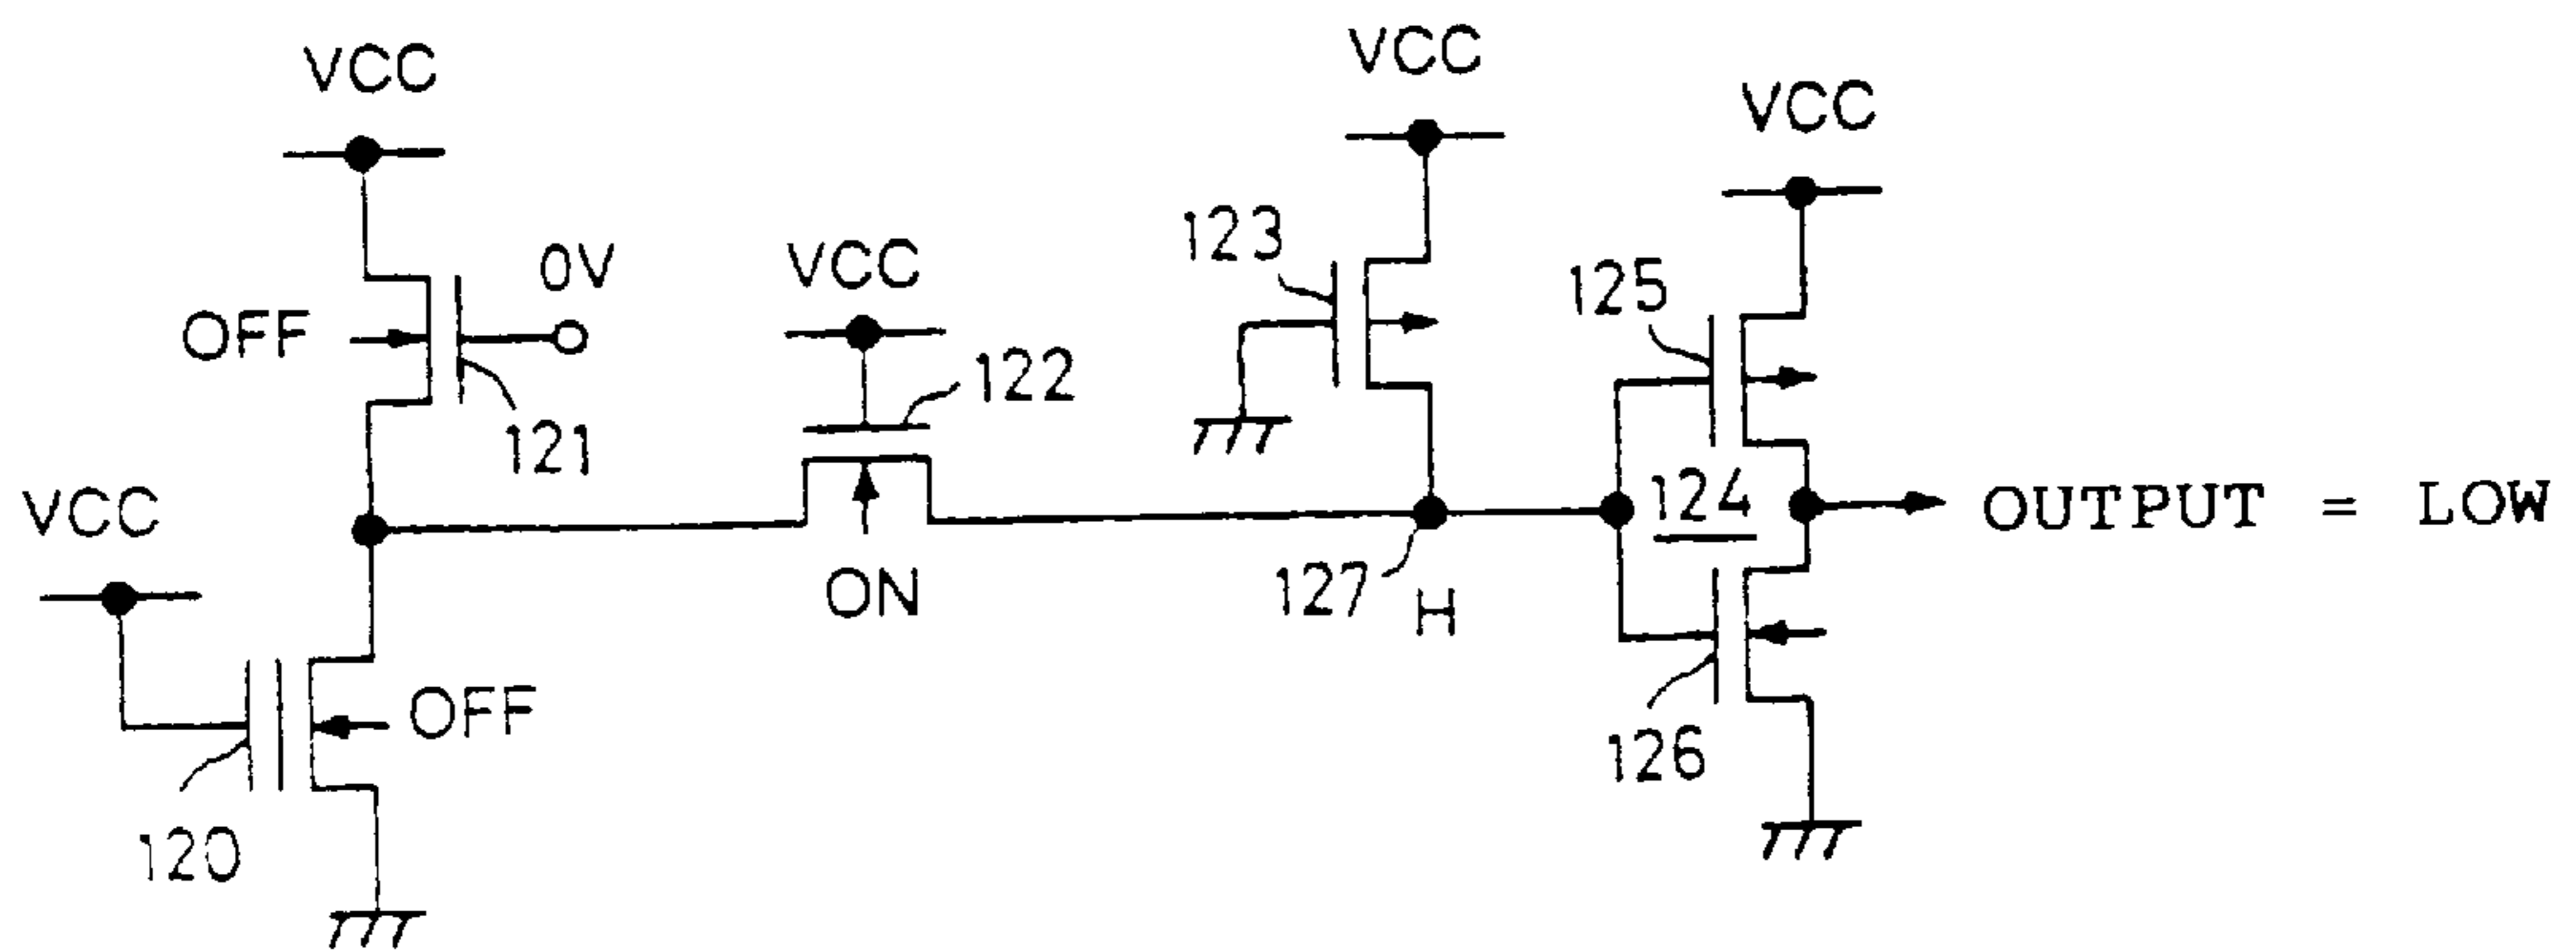 VCC
VCC
VCC
123
0V
VCC
125
OFF
122
121
VCC
124
OUTPUT = LOW
ON
127
H
OFF
126
120